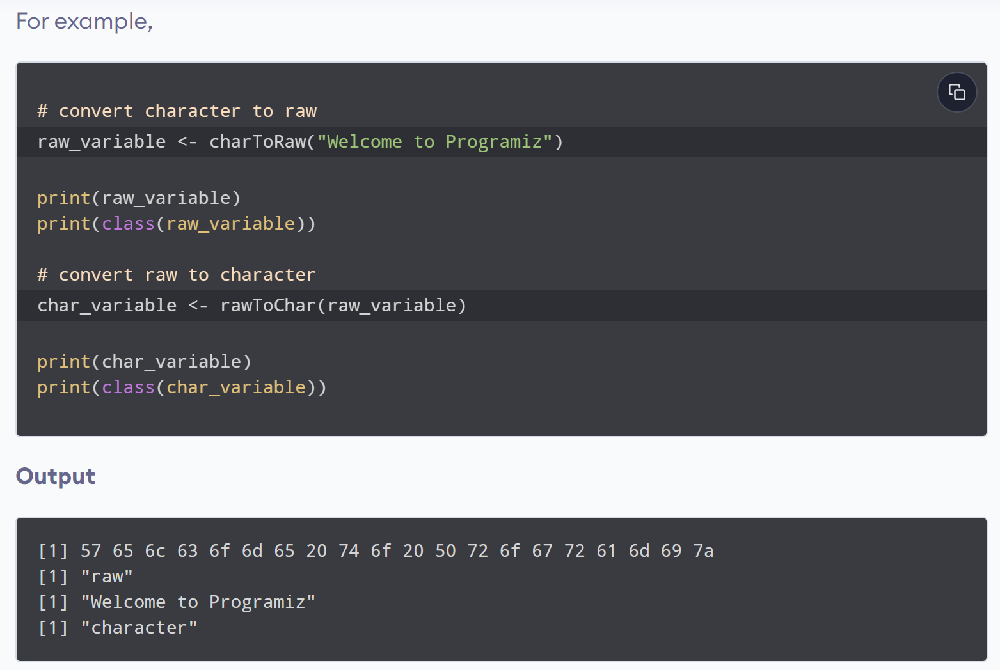 For example,
# convert character to raw
raw_variable <- charToRaw("Welcome to Programiz")
print(raw_variable)
print(class(raw_variable))
# convert raw to character
char_variable <- rawToChar(raw_variable)
print(char_variable)
print(class(char_variable))
Output
[1] 57 65 6c 63 6f 6d 65 20 74 6f 20 50 72 6f 67 72 61 6d 69 7a
[1] "raw"
[1] "Welcome to Programiz"
[1] "character"